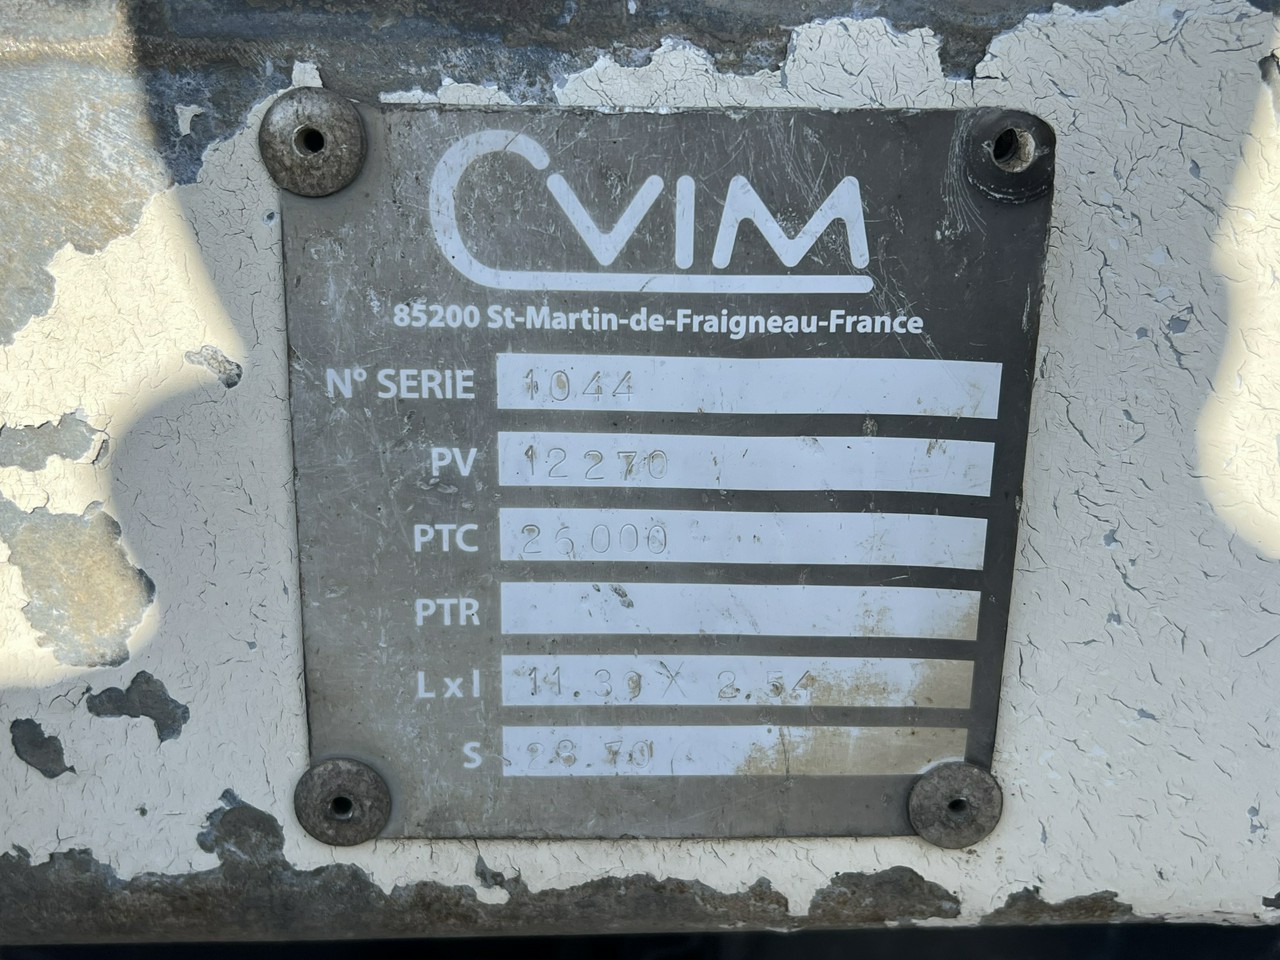 CVIM
85200 St-Martin-de-Fraigneau-France
N° SERIE 1044
PV 12270
PTC 26000
PTR
L x l 11.30 X 2.54
S 28.70